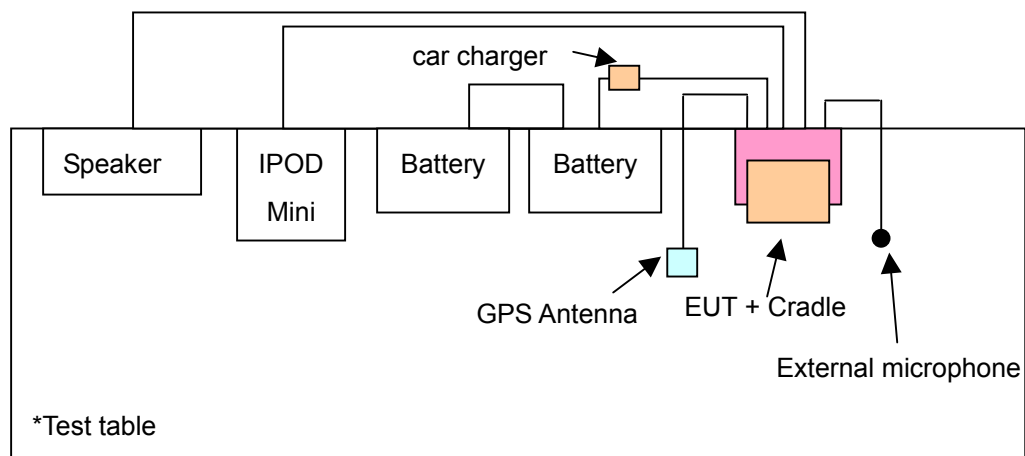 car charger
Speaker
IPOD
Mini
Battery
Battery
GPS Antenna
EUT + Cradle
External microphone
*Test table